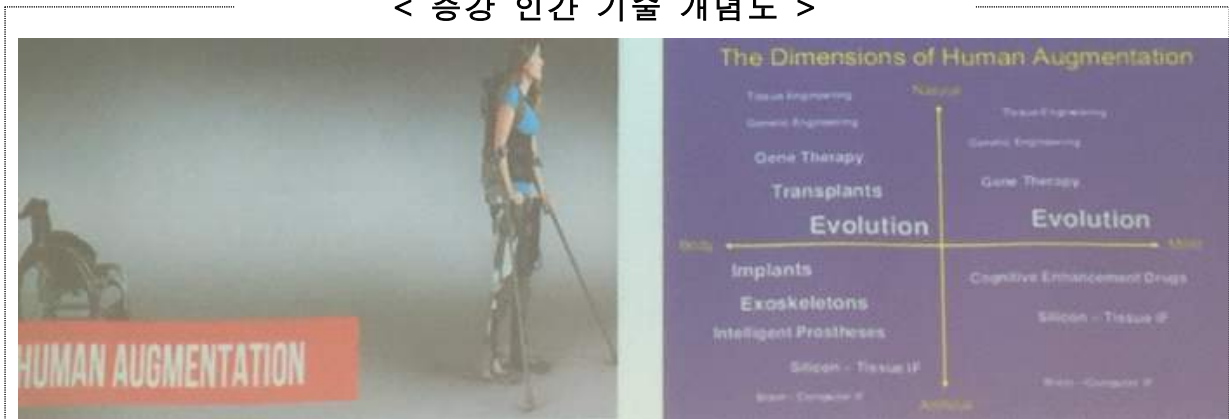 < 증강 인간 기술 개념도 >
HUMAN AUGMENTATION
The Dimensions of Human Augmentation
Natural
Tissue Engineering
Genetic Engineering
Gene Therapy
Transplants
Evolution
Tissue Engineering
Genetic Engineering
Gene Therapy
Evolution
Body
Mind
Implants
Exoskeletons
Intelligent Prostheses
Silicon - Tissue IF
Brain - Computer IF
Cognitive Enhancement Drugs
Silicon - Tissue IF
Brain - Computer IF
Artificial